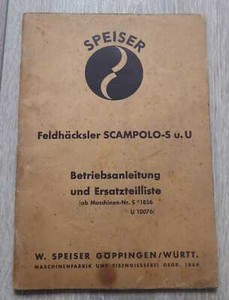 SPEISER
Feldhäcksler SCAMPOLO-S u. U
Betriebsanleitung
und Ersatzteilliste
(ab Maschinen-Nr. S 1856
U 10076)
W. SPEISER GÖPPINGEN/WÜRTT.
MASCHINENFABRIK UND EISENGIESSEREI GEGR. 1864